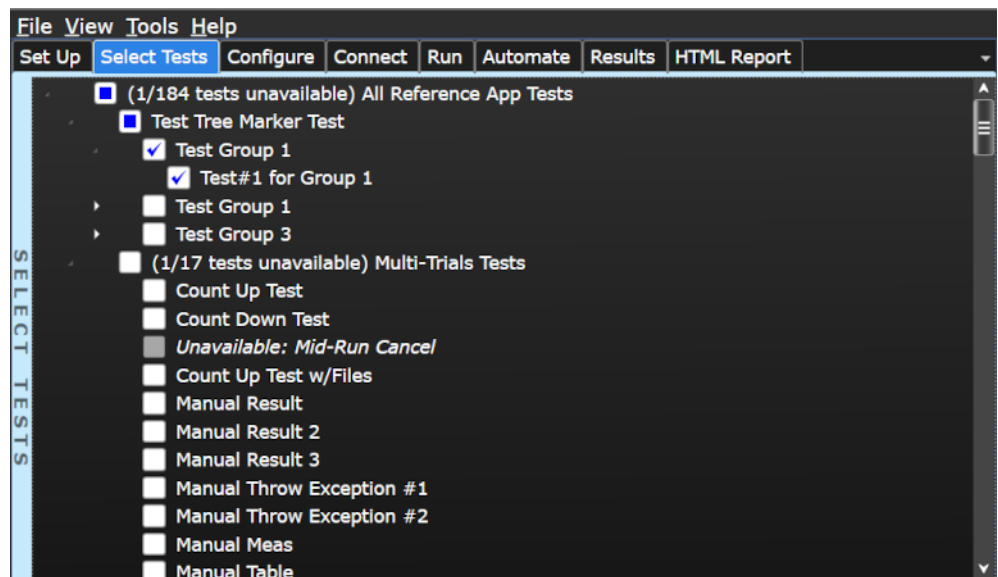 File View Tools Help
Set Up Select Tests Configure Connect Run Automate Results HTML Report
(1/184 tests unavailable) All Reference App Tests
Test Tree Marker Test
Test Group 1
Test#1 for Group 1
Test Group 1
Test Group 3
(1/17 tests unavailable) Multi-Trials Tests
Count Up Test
Count Down Test
Unavailable: Mid-Run Cancel
Count Up Test w/Files
Manual Result
Manual Result 2
Manual Result 3
Manual Throw Exception #1
Manual Throw Exception #2
Manual Meas
Manual Table
SELECT TESTS